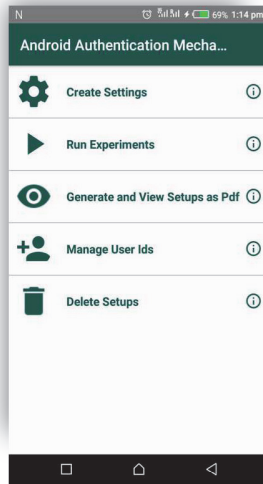 N 69% 1:14 pm
Android Authentication Mecha...
Create Settings
Run Experiments
Generate and View Setups as Pdf
Manage User Ids
Delete Setups